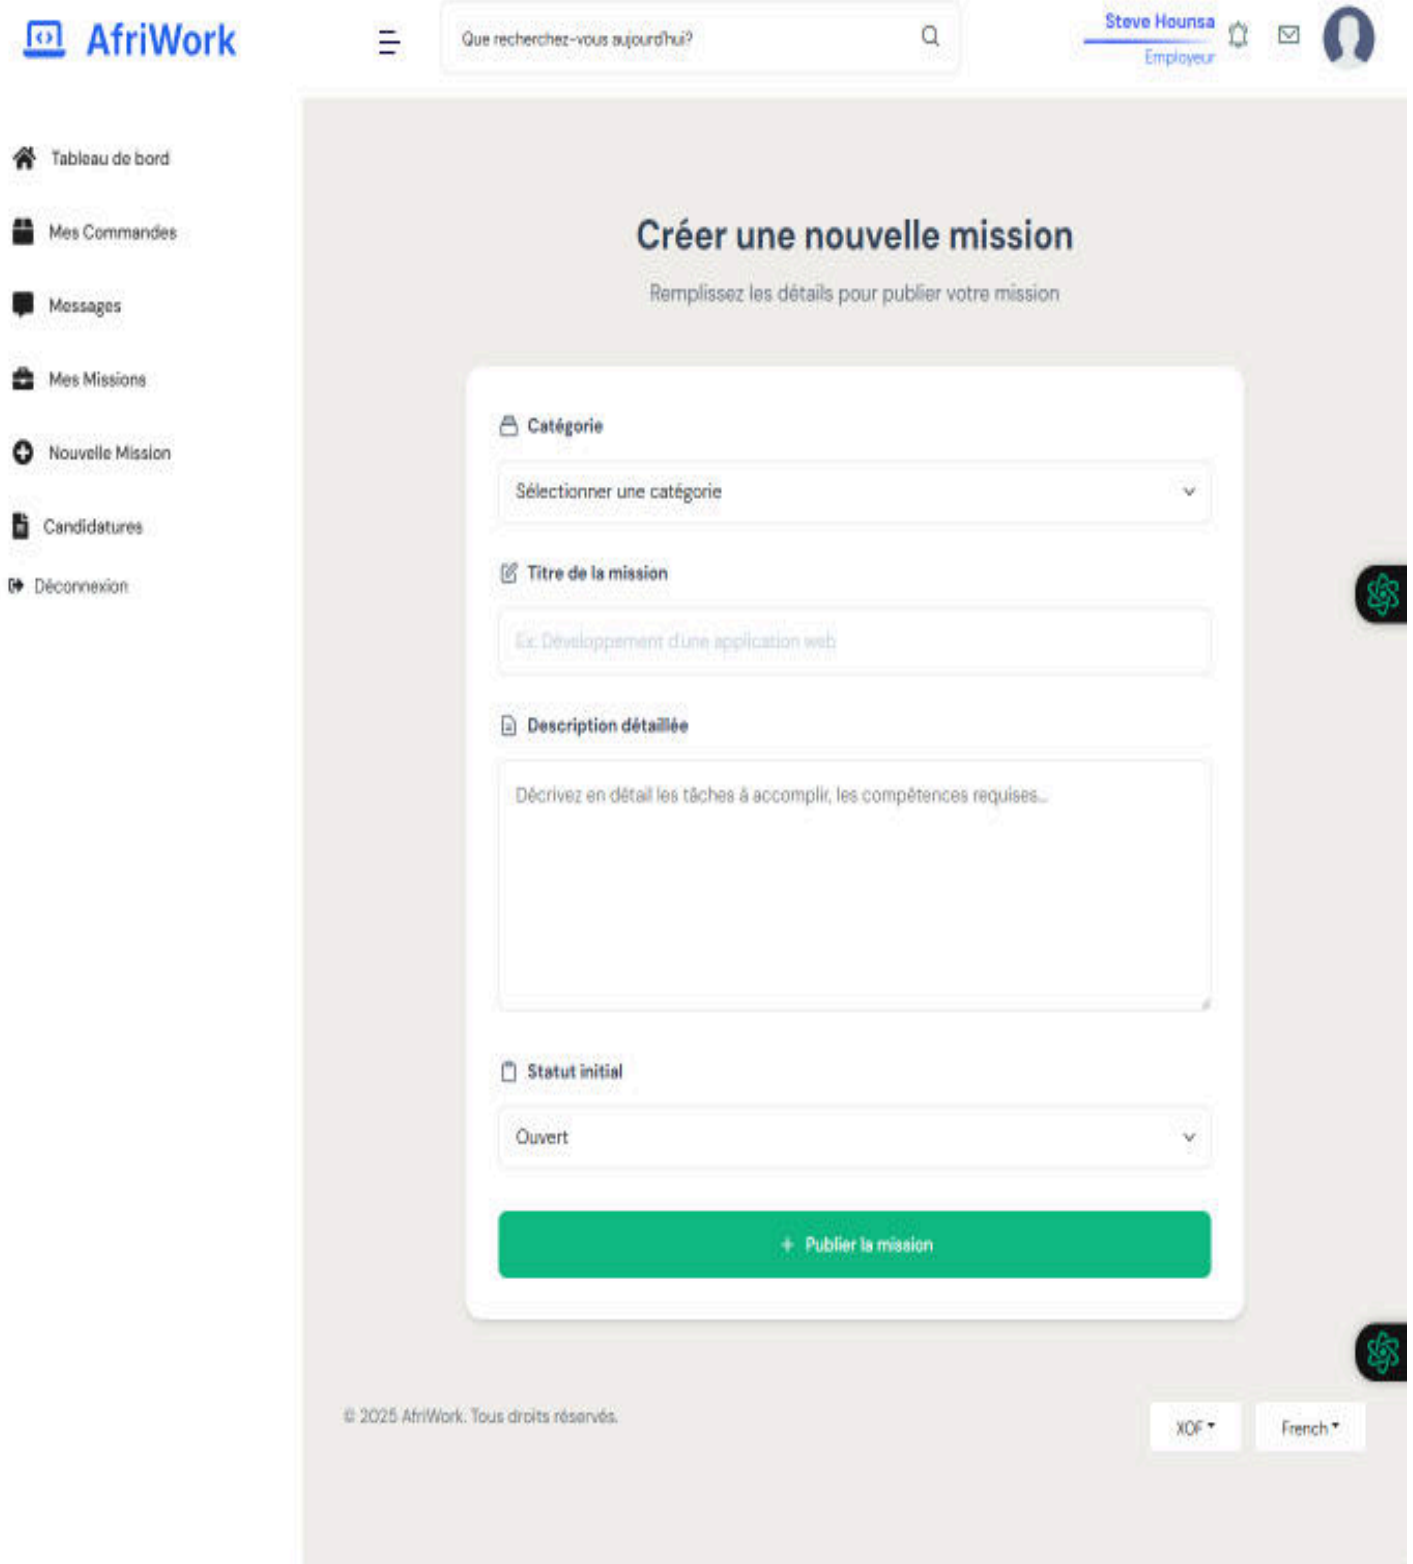 AfriWork
Que recherchez-vous aujourd'hui?
Steve Hounsa
Employeur
Tableau de bord
Mes Commandes
Messages
Mes Missions
Nouvelle Mission
Candidatures
Déconnexion
Créer une nouvelle mission
Remplissez les détails pour publier votre mission
Catégorie
Sélectionner une catégorie
Titre de la mission
Ex: Développement d'une application web
Description détaillée
Décrivez en détail les tâches à accomplir, les compétences requises...
Statut initial
Ouvert
+ Publier la mission
© 2025 AfriWork. Tous droits réservés.
XOF
French